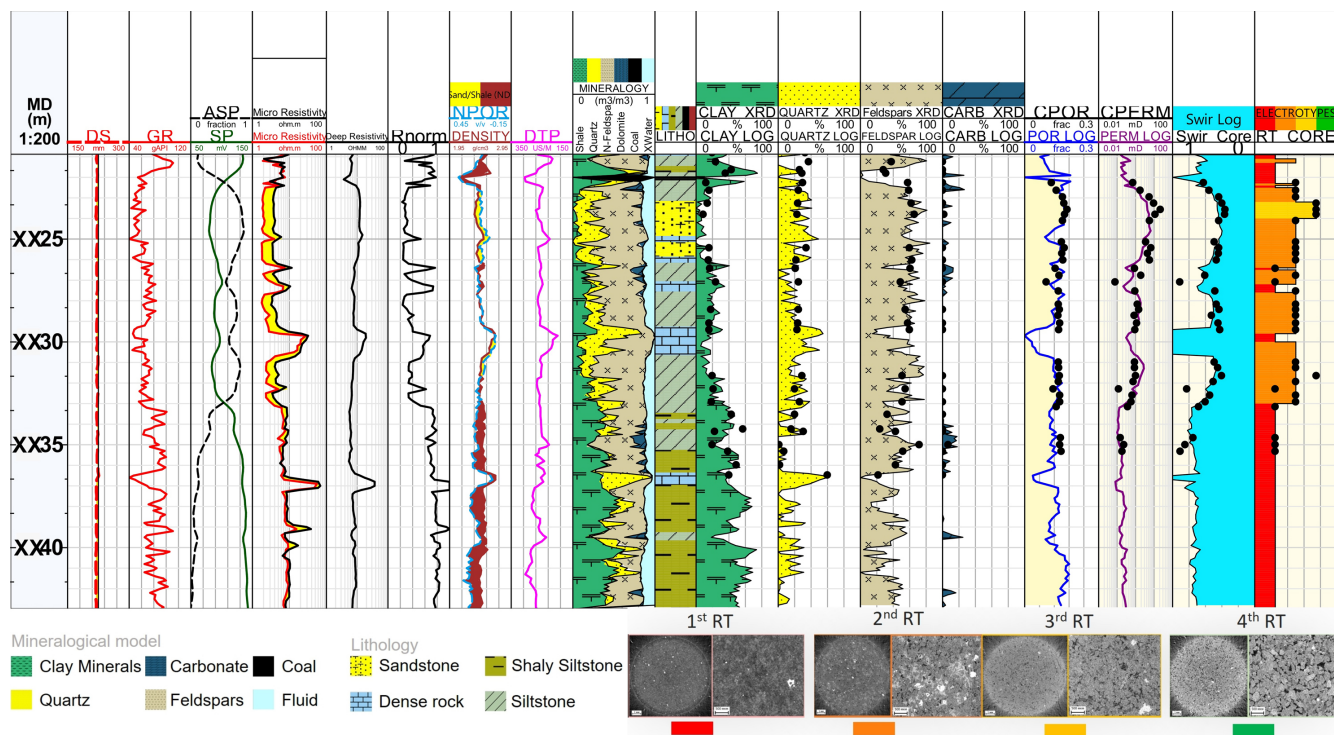 MD
(m)
1:200
DS
150 mm 300
GR
40 gAPI 120
ASP
0 fraction 1
SP
50 MV 150
Micro Resistivity
1 ohm.m 100
Micro Resistivity
1 ohm.m 100
Deep Resistivity
1 OHMM 100
Rnorm
0 1
Sand/Shale (ND
NPOR
0.45 v/v -0.15
DENSITY
1.95 g/cm3 2.95
DTP
350 US/M 150
MINERALOGY
0 (m3/m3) 1
Shale
Quartz
N-Feldspa
Dolomite
Coal
XWater
LITHO
CLAY XRD
0 % 100
CLAY LOG
0 % 100
QUARTZ XRD
0 % 100
QUARTZ LOG
0 % 100
Feldspars XRD
0 % 100
FELDSPAR LOG
0 % 100
CARB XRD
0 % 100
CARB LOG
0 % 100
CPOR
0 frac 0.3
POR LOG
0 frac 0.3
CPERM
0.01 mD 100
PERM LOG
0.01 mD 100
Swir Log
Swir Core
1 0
ELECTROTYPES
RT CORE
XX25
XX30
XX35
XX40
Mineralogical model
Clay Minerals
Carbonate
Coal
Quartz
Feldspars
Fluid
Lithology
Sandstone
Shaly Siltstone
Dense rock
Siltstone
1st RT
2nd RT
3rd RT
4th RT